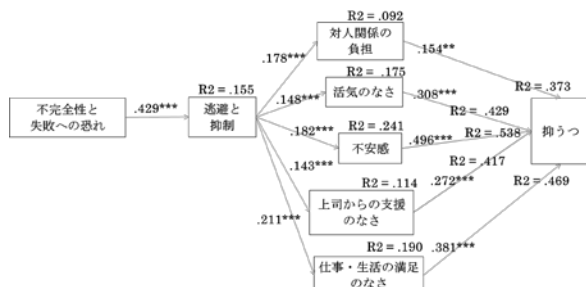 R2 = .092
対人関係の
負担
.178***
.154**
R2 = .155
R2 = .175
R2 = .373
不完全性と
失敗への恐れ
.429***
逃避と
抑制
.148***
活気のなさ
.308***
R2 = .429
R2 = .241
.182***
不安感
.496***
R2 = .538
抑うつ
.143***
R2 = .417
R2 = .114
.272***
上司からの支援
のなさ
R2 = .469
.211***
R2 = .190
.381***
仕事・生活の満足
のなさ